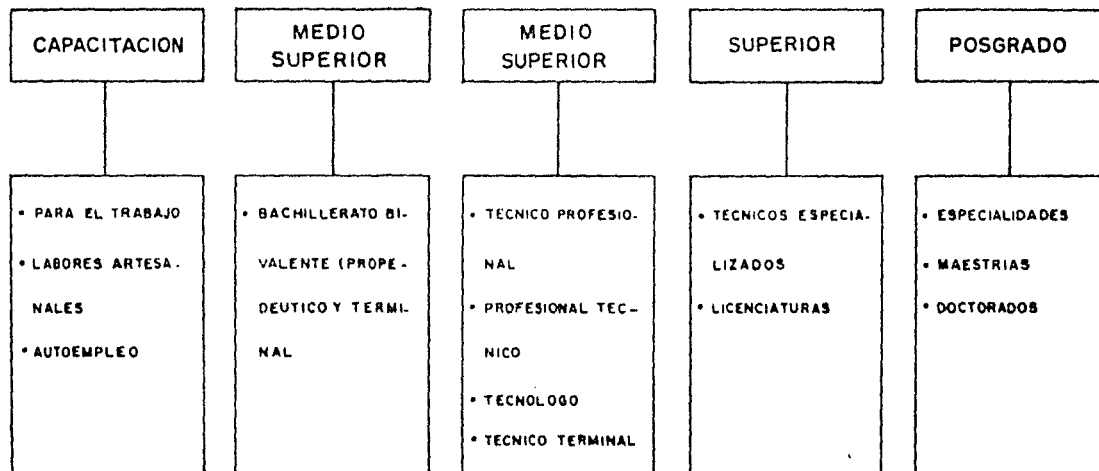 CAPACITACION
MEDIO
SUPERIOR
MEDIO
SUPERIOR
SUPERIOR
POSGRADO
• PARA EL TRABAJO
• LABORES ARTESA-
NALES
• AUTOEMPLEO
• BACHILLERATO BI-
VALENTE (PROPE-
DEUTICO Y TERMI-
NAL
• TECNICO PROFESIO-
NAL
• PROFESIONAL TEC-
NICO
• TECNOLOGO
• TECNICO TERMINAL
• TECNICOS ESPECIA-
LIZADOS
• LICENCIATURAS
• ESPECIALIDADES
• MAESTRIAS
• DOCTORADOS